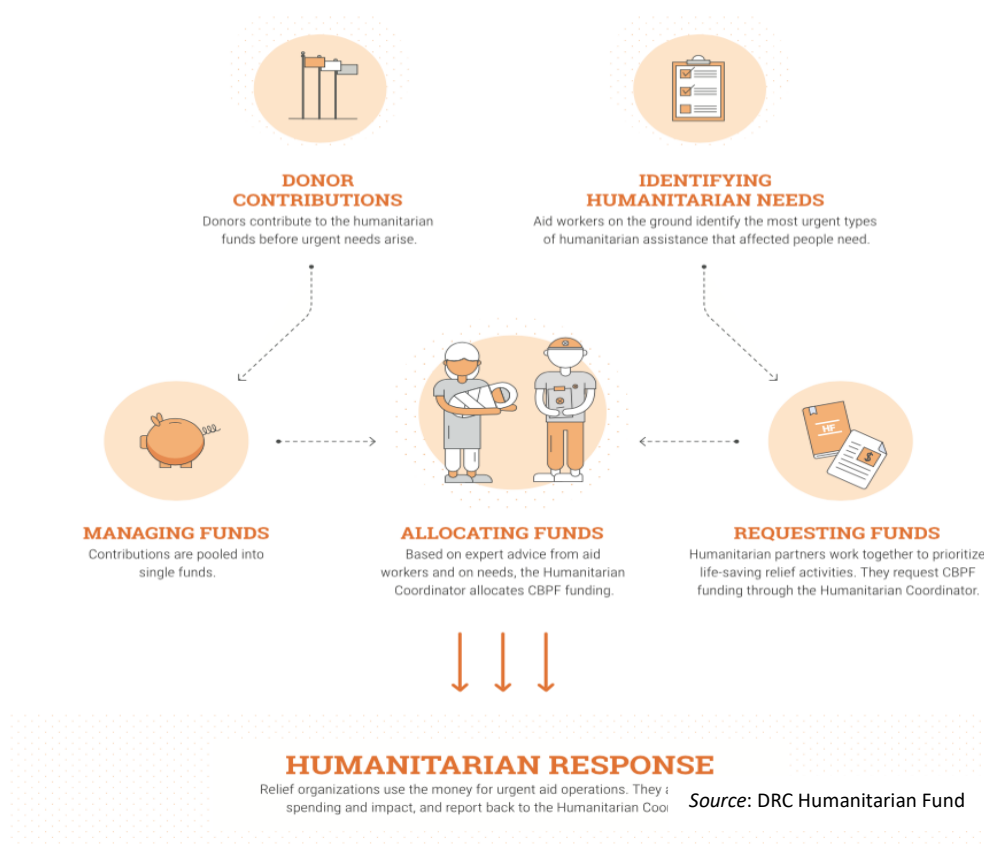 DONOR
CONTRIBUTIONS
Donors contribute to the humanitarian
funds before urgent needs arise.
IDENTIFYING
HUMANITARIAN NEEDS
Aid workers on the ground identify the most urgent types
of humanitarian assistance that affected people need.
HF
$
MANAGING FUNDS
Contributions are pooled into
single funds.
ALLOCATING FUNDS
Based on expert advice from aid
workers and on needs, the Humanitarian
Coordinator allocates CBPF funding.
REQUESTING FUNDS
Humanitarian partners work together to prioritize
life-saving relief activities. They request CBPF
funding through the Humanitarian Coordinator.
HUMANITARIAN RESPONSE
Relief organizations use the money for urgent aid operations. They
spending and impact, and report back to the Humanitarian
Source: DRC Humanitarian Fund